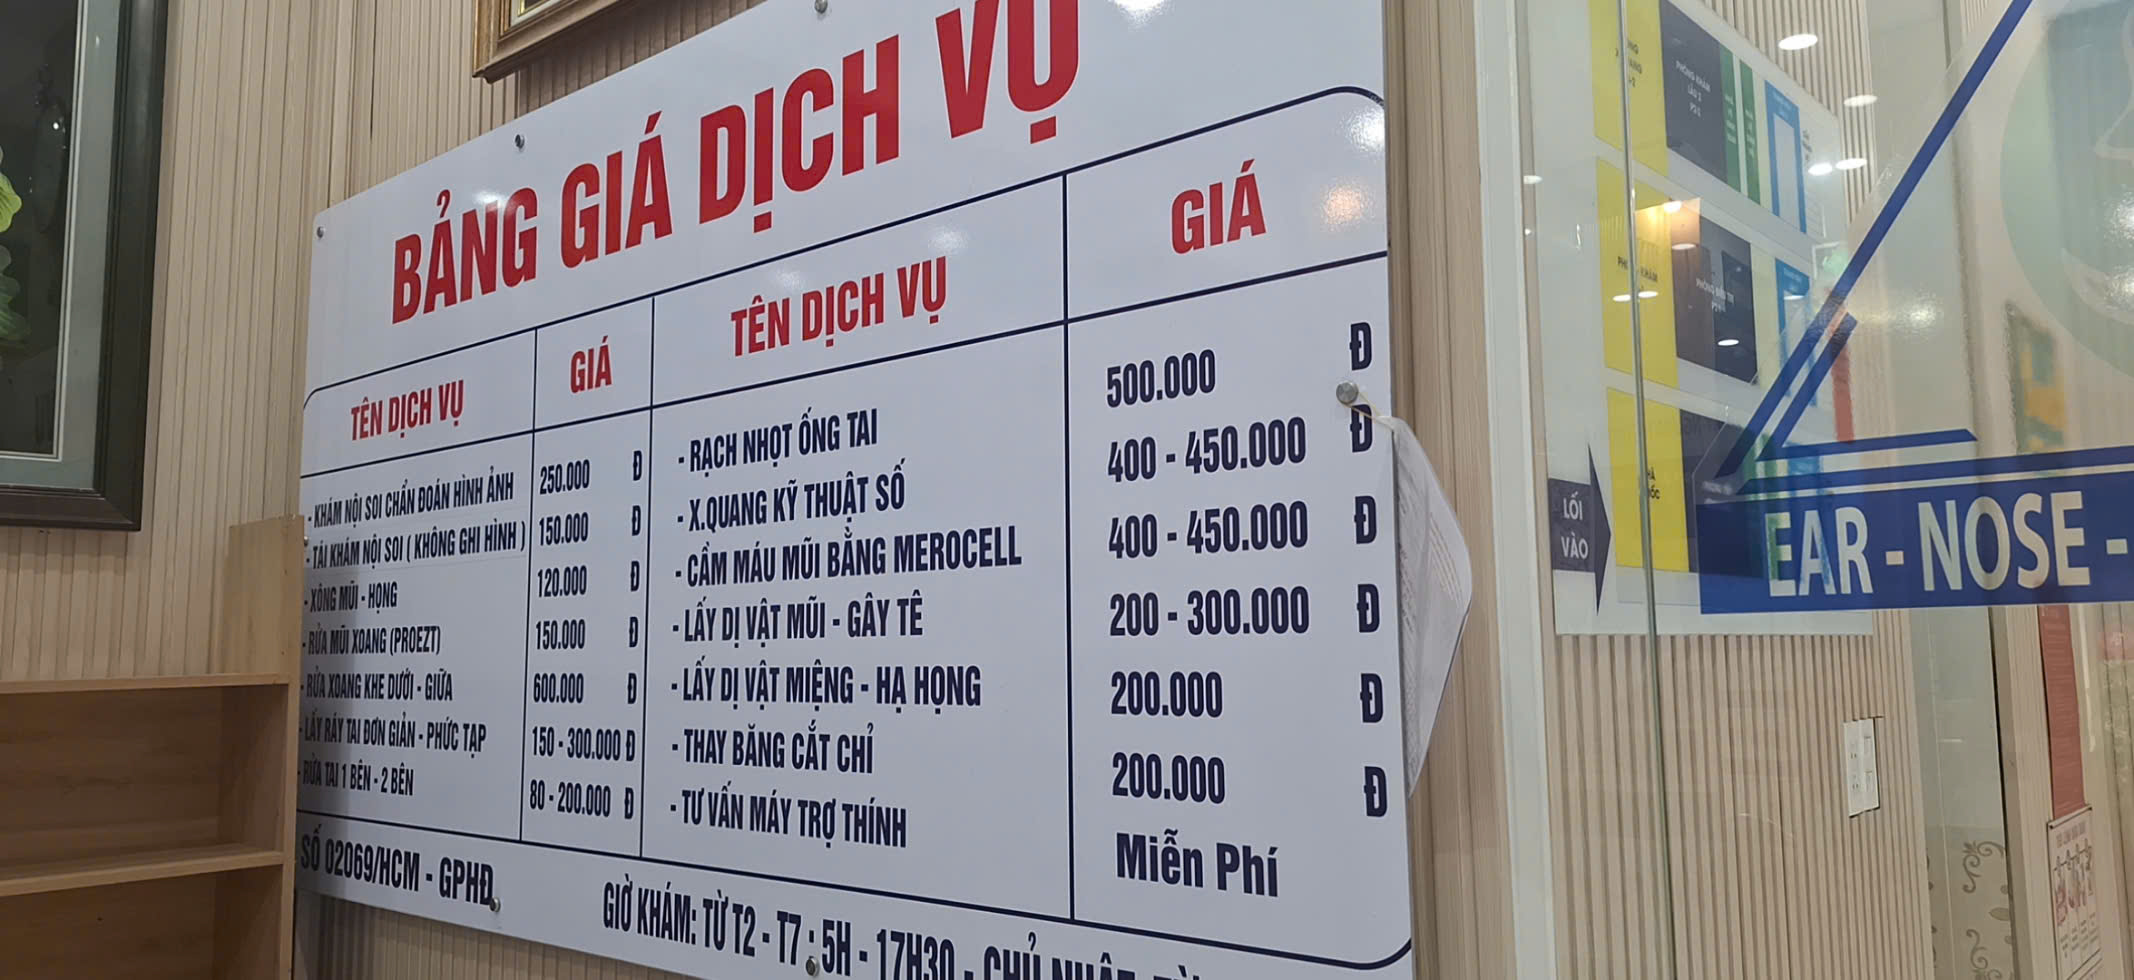 BẢNG GIÁ DỊCH VỤ
TÊN DỊCH VỤ GIÁ TÊN DỊCH VỤ GIÁ
- KHÁM NỘI SOI CHẨN ĐOÁN HÌNH ẢNH 250.000 Đ
- TÁI KHÁM NỘI SOI ( KHÔNG GHI HÌNH ) 150.000 Đ
- XÔNG MŨI - HỌNG 120.000 Đ
- RỬA MŨI XOANG (PROEZT) 150.000 Đ
- RỬA XOANG KHE DƯỚI - GIỮA 600.000 Đ
- LẤY RÁY TAI ĐƠN GIẢN - PHỨC TẠP 150 - 300.000 Đ
- RỬA TAI 1 BÊN - 2 BÊN 80 - 200.000 Đ
- RẠCH NHỌT ỐNG TAI 500.000 Đ
- X.QUANG KỸ THUẬT SỐ 400 - 450.000 Đ
- CẦM MÁU MŨI BẰNG MEROCELL 400 - 450.000 Đ
- LẤY DỊ VẬT MŨI - GÂY TÊ 200 - 300.000 Đ
- LẤY DỊ VẬT MIỆNG - HẠ HỌNG 200.000 Đ
- THAY BĂNG CẮT CHỈ 200.000 Đ
- TƯ VẤN MÁY TRỢ THÍNH Miễn Phí
SỐ 02069/HCM - GPHĐ
GIỜ KHÁM: TỪ T2 - T7 : 5H - 17H30 - CHỦ NHẬT
PHÒNG KHÁM
LẦU 2
LỐI
VÀO
EAR - NOSE -